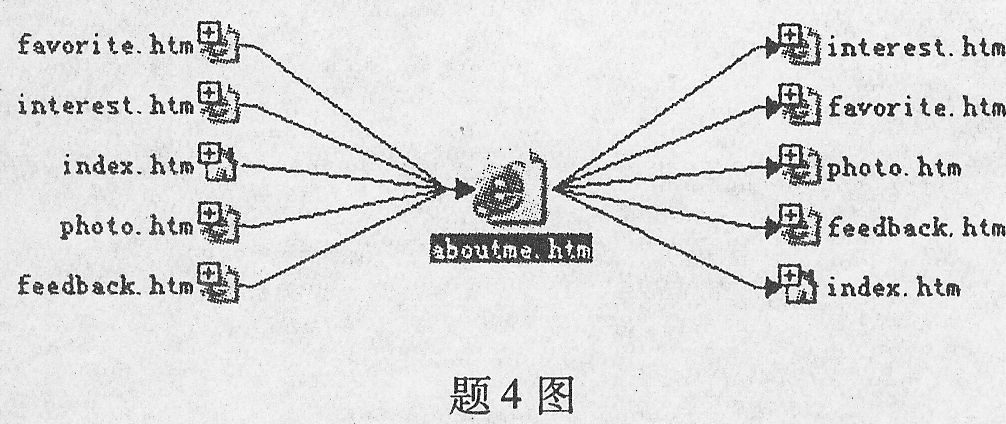 favorite.htm
interest.htm
index.htm
photo.htm
feedback.htm
aboutme.htm
interest.htm
favorite.htm
photo.htm
feedback.htm
index.htm
题4图